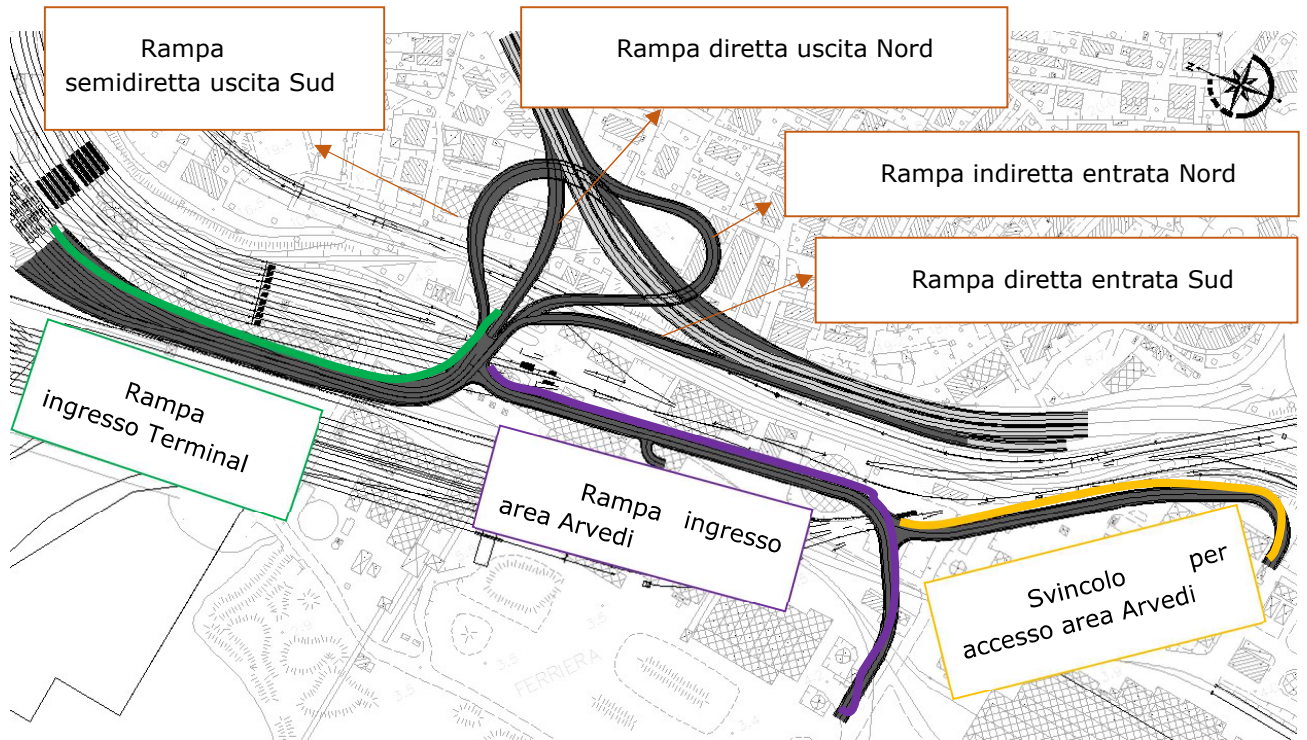 Rampa
semidiretta uscita Sud
Rampa diretta uscita Nord
N
Rampa indiretta entrata Nord
Rampa diretta entrata Sud
Rampa
ingresso Terminal
Rampa ingresso
area Arvedi
Svincolo per
accesso area Arvedi
FERRIERA